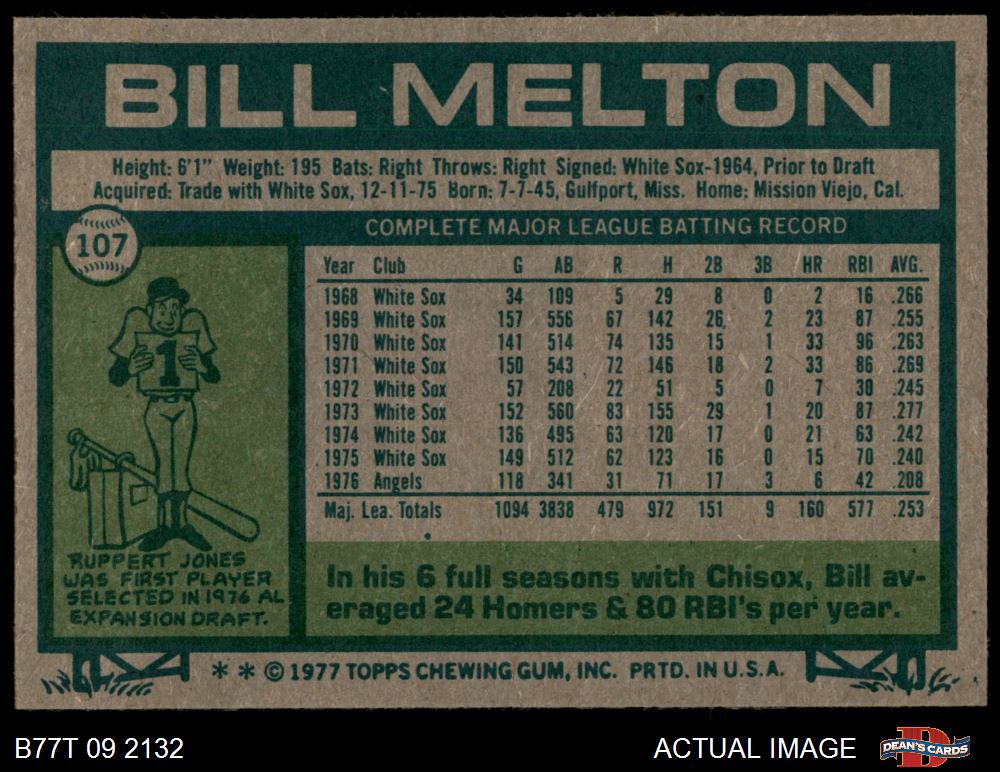 BILL MELTON
Height: 6'1" Weight: 195 Bats: Right Throws: Right Signed: White Sox-1964, Prior to Draft
Acquired: Trade with White Sox, 12-11-75 Born: 7-7-45, Gulfport, Miss. Home: Mission Viejo, Cal.
107
COMPLETE MAJOR LEAGUE BATTING RECORD
Year Club G AB R H 2B 3B HR RBI AVG.
1968 White Sox 34 109 5 29 8 0 2 16 .266
1969 White Sox 157 556 67 142 26 2 23 87 .255
1970 White Sox 141 514 74 135 15 1 33 96 .263
1971 White Sox 150 543 72 146 18 2 33 86 .269
1972 White Sox 57 208 22 51 5 0 7 30 .245
1973 White Sox 152 560 83 155 29 1 20 87 .277
1974 White Sox 136 495 63 120 17 0 21 63 .242
1975 White Sox 149 512 62 123 16 0 15 70 .240
1976 Angels 118 341 31 71 17 3 6 42 .208
Maj. Lea. Totals 1094 3838 479 972 151 9 160 577 .253
1
RUPPERT JONES
WAS FIRST PLAYER
SELECTED IN 1976 AL
EXPANSION DRAFT.
In his 6 full seasons with Chisox, Bill av-
eraged 24 Homers & 80 RBI's per year.
* * © 1977 TOPPS CHEWING GUM, INC. PRTD. IN U.S.A.
B77T 09 2132
ACTUAL IMAGE
D
DEAN'S CARDS